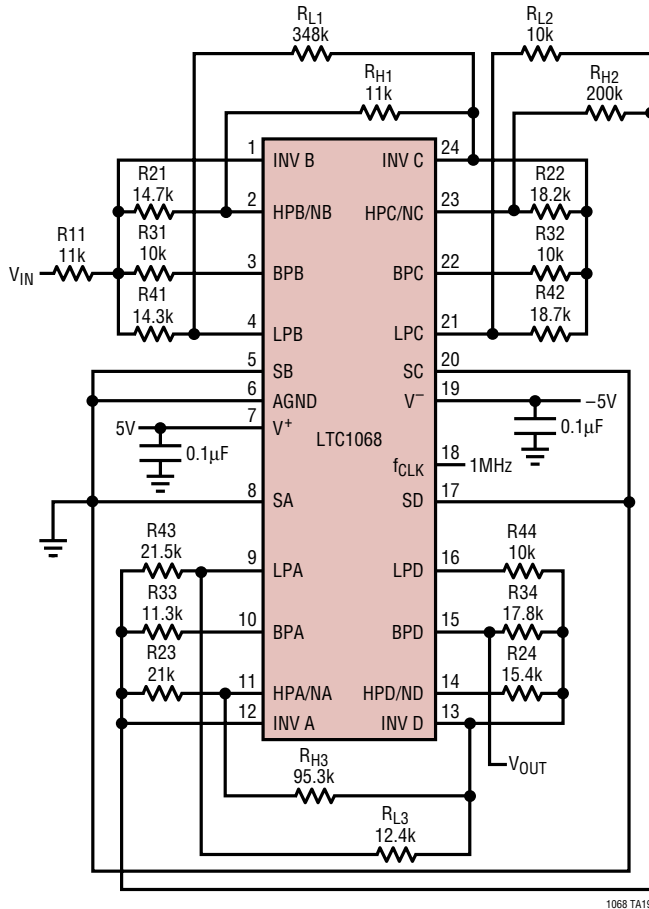 RL1
348k
RL2
10k
RH1
11k
RH2
200k
1
INV B
INV C
24
R21
14.7k
2
HPB/NB
HPC/NC
23
R22
18.2k
R11
11k
VIN
R31
10k
3
BPB
BPC
22
R32
10k
R41
14.3k
4
LPB
LPC
21
R42
18.7k
5
SB
SC
20
6
AGND
V−
19
−5V
0.1µF
5V
7
V+
0.1µF
LTC1068
fCLK
18
1MHz
8
SA
SD
17
R43
21.5k
9
LPA
LPD
16
R44
10k
R33
11.3k
10
BPA
BPD
15
R34
17.8k
R23
21k
11
HPA/NA
HPD/ND
14
R24
15.4k
12
INV A
INV D
13
VOUT
RH3
95.3k
RL3
12.4k
1068 TA19